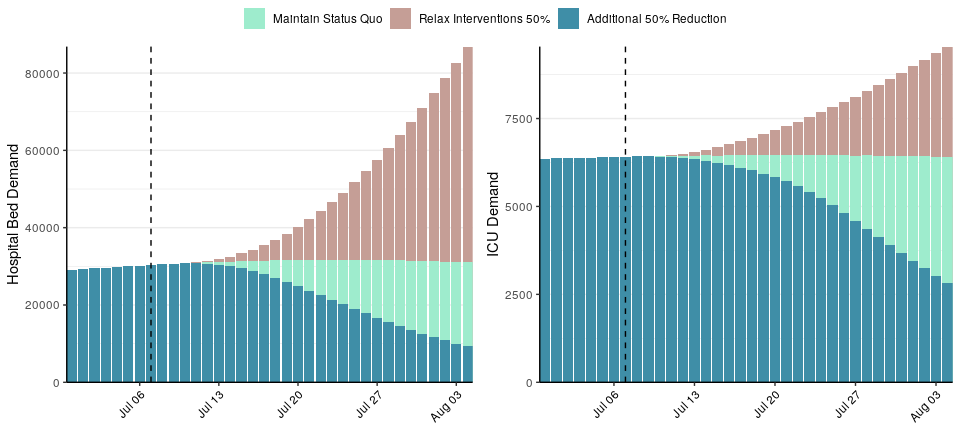 Maintain Status Quo Relax Interventions 50% Additional 50% Reduction
Hospital Bed Demand
80000
60000
40000
20000
0
Jul 06 Jul 13 Jul 20 Jul 27 Aug 03
ICU Demand
7500
5000
2500
0
Jul 06 Jul 13 Jul 20 Jul 27 Aug 03